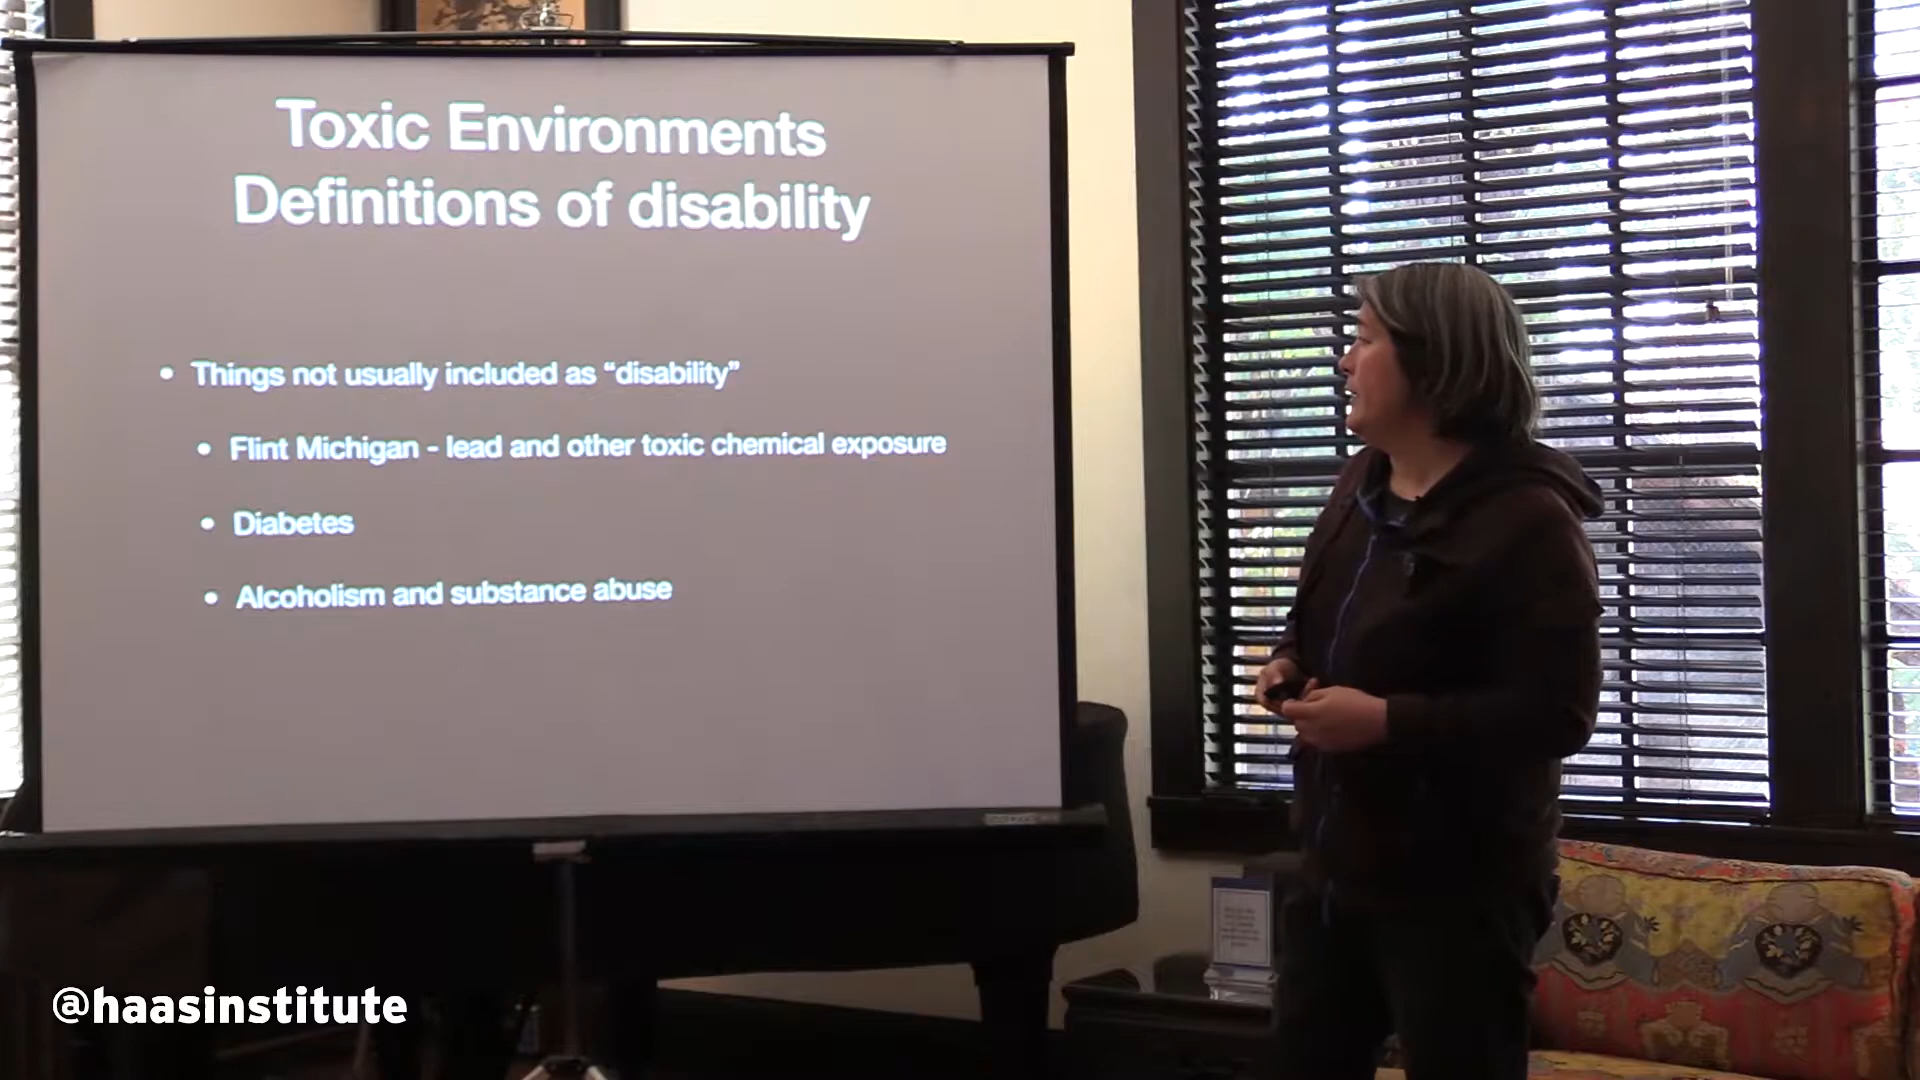 Toxic Environments
Definitions of disability
• Things not usually included as “disability”
• Flint Michigan - lead and other toxic chemical exposure
• Diabetes
• Alcoholism and substance abuse
@haasinstitute